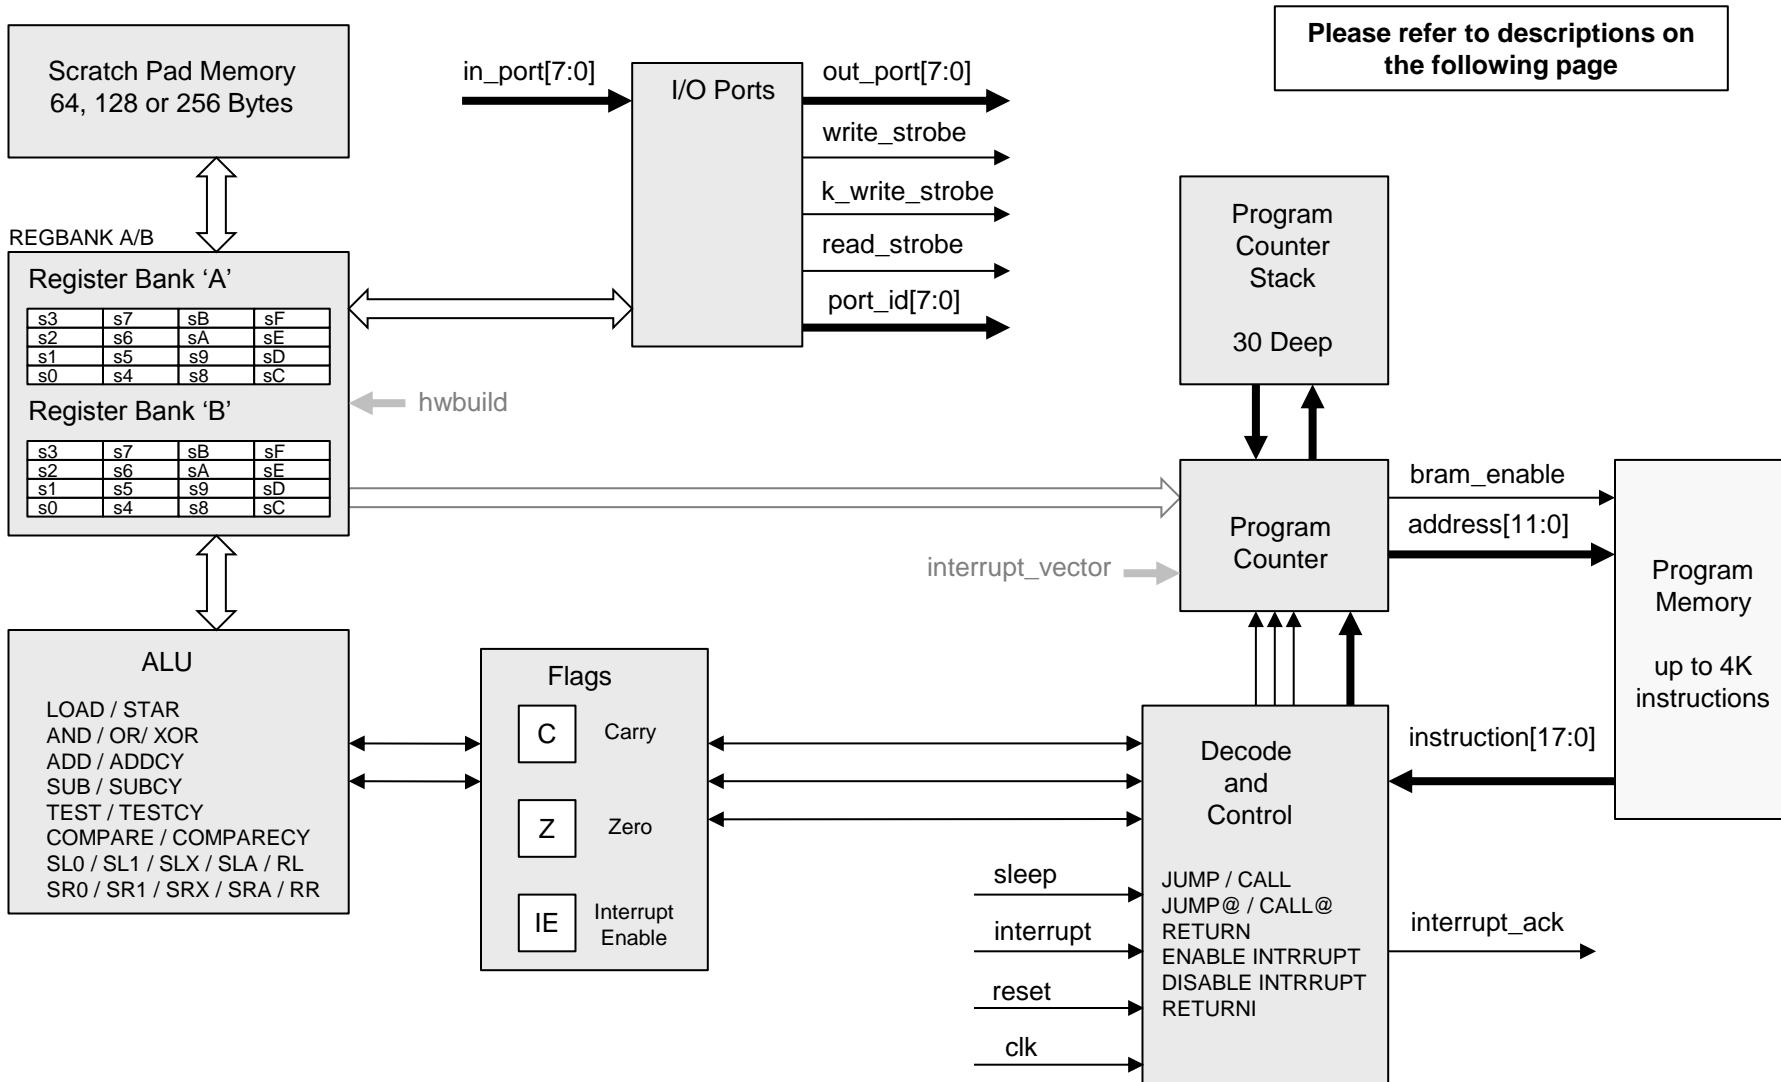 Please refer to descriptions on
the following page
Scratch Pad Memory
64, 128 or 256 Bytes
in_port[7:0]
I/O Ports
out_port[7:0]
write_strobe
k_write_strobe
read_strobe
port_id[7:0]
REGBANK A/B
Register Bank ‘A’
s3 s7 sB sF
s2 s6 sA sE
s1 s5 s9 sD
s0 s4 s8 sC
hwbuild
Register Bank ‘B’
s3 s7 sB sF
s2 s6 sA sE
s1 s5 s9 sD
s0 s4 s8 sC
Program
Counter
Stack
30 Deep
Program
Counter
interrupt_vector
bram_enable
address[11:0]
Program
Memory
up to 4K
instructions
instruction[17:0]
ALU
LOAD / STAR
AND / OR/ XOR
ADD / ADDCY
SUB / SUBCY
TEST / TESTCY
COMPARE / COMPARECY
SL0 / SL1 / SLX / SLA / RL
SR0 / SR1 / SRX / SRA / RR
Flags
C Carry
Z Zero
IE Interrupt
Enable
Decode
and
Control
JUMP / CALL
JUMP@ / CALL@
RETURN
ENABLE INTRRUPT
DISABLE INTRRUPT
RETURNI
sleep
interrupt
reset
clk
interrupt_ack